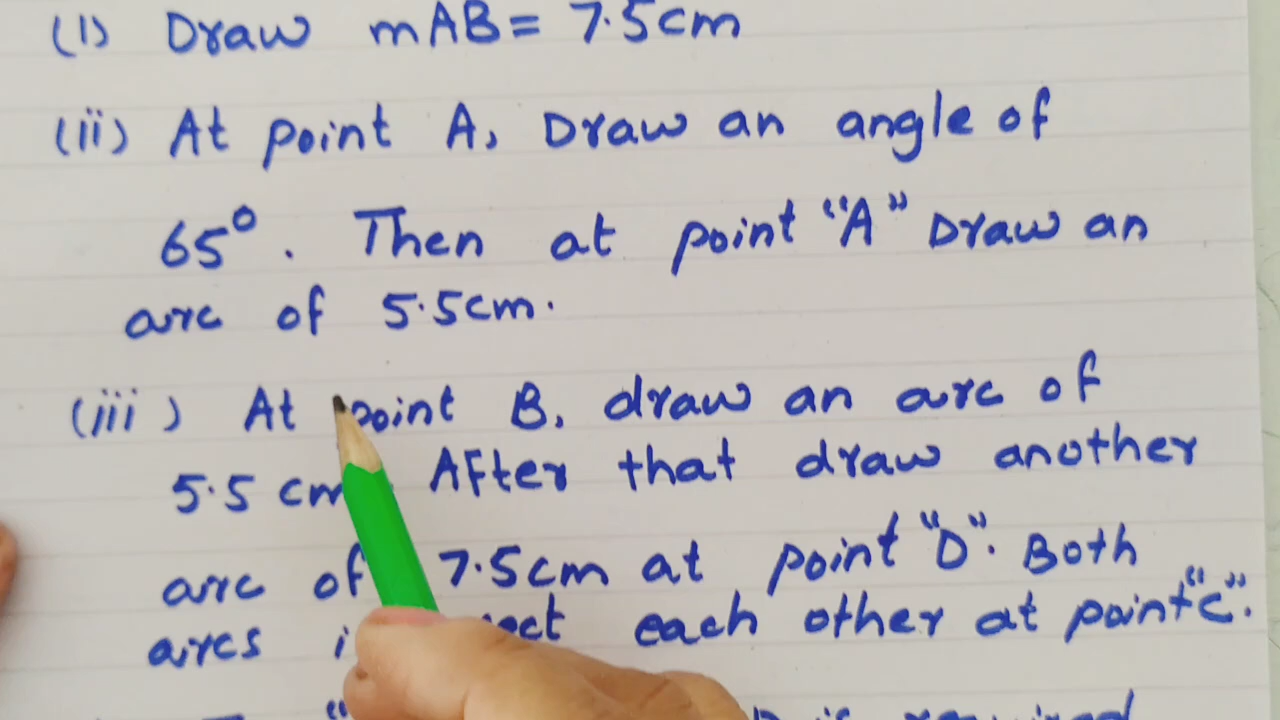 (i) Draw mAB = 7.5cm
(ii) At point A, Draw an angle of
65°. Then at point "A" Draw an
arc of 5.5cm.
(iii) At point B, draw an arc of
5.5 cm. After that draw another
arc of 7.5cm at point "D". Both
arcs each other at point "C".